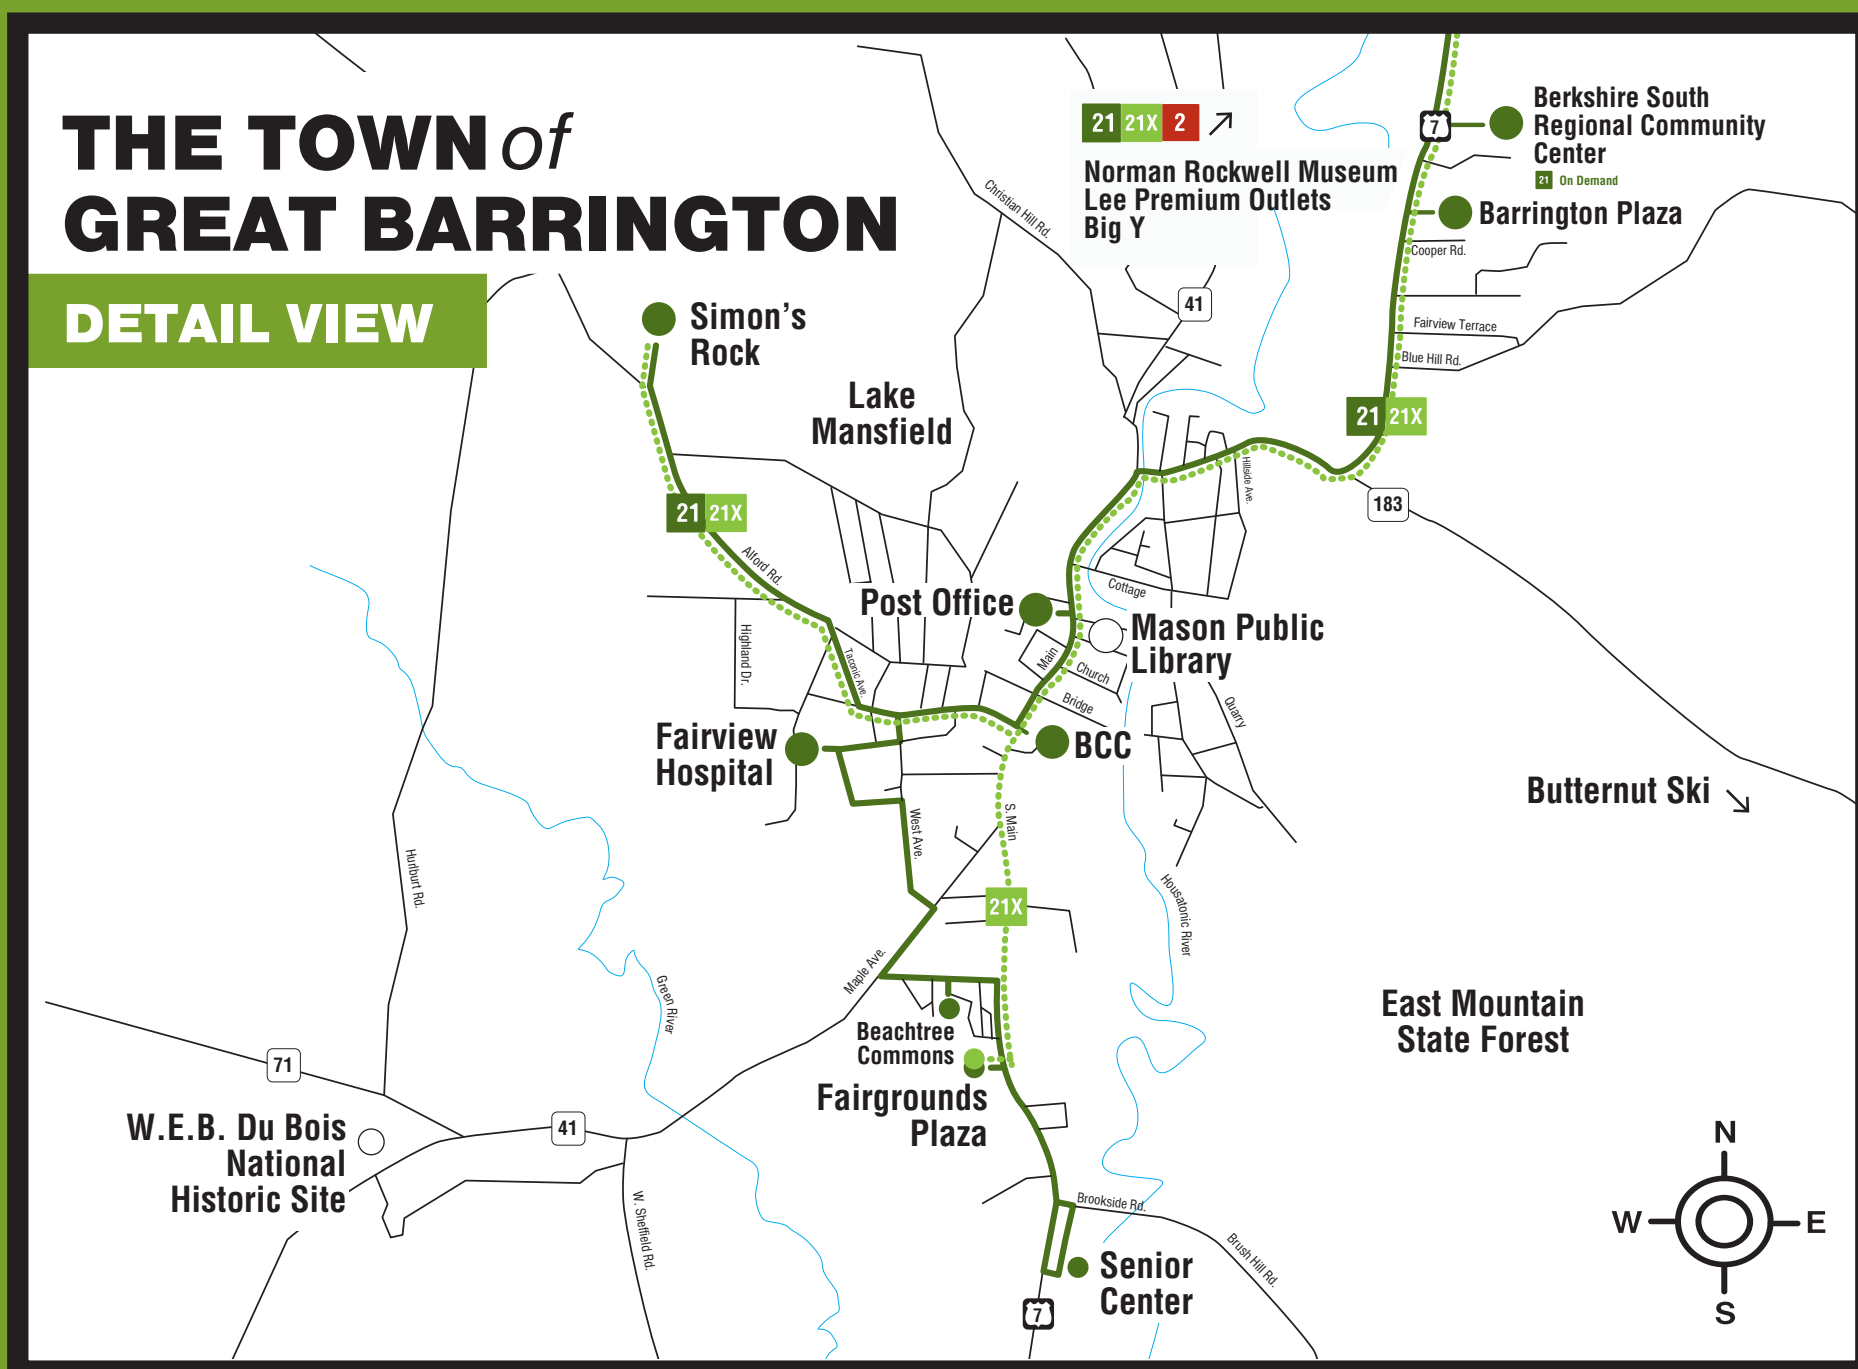 THE TOWN of
GREAT BARRINGTON
DETAIL VIEW
21 21X 2
Norman Rockwell Museum
Lee Premium Outlets
Big Y
7
Berkshire South
Regional Community
Center
21 On Demand
Barrington Plaza
Cooper Rd.
Fairview Terrace
Blue Hill Rd.
Christian Hill Rd.
41
Simon's
Rock
Lake
Mansfield
21 21X
Hillside Ave.
183
21 21X
Alford Rd.
Cottage
Post Office
Mason Public
Library
Main
Church
Bridge
Quarry
Highland Dr.
Taconic Ave.
Fairview
Hospital
BCC
Butternut Ski
West Ave.
S. Main
Hurlburt Rd.
21X
Housatonic River
Maple Ave.
Green River
East Mountain
State Forest
Beachtree
Commons
Fairgrounds
Plaza
71
W.E.B. Du Bois
National
Historic Site
41
W. Sheffield Rd.
Brookside Rd.
Brush Hill Rd.
Senior
Center
7
N
W
E
S